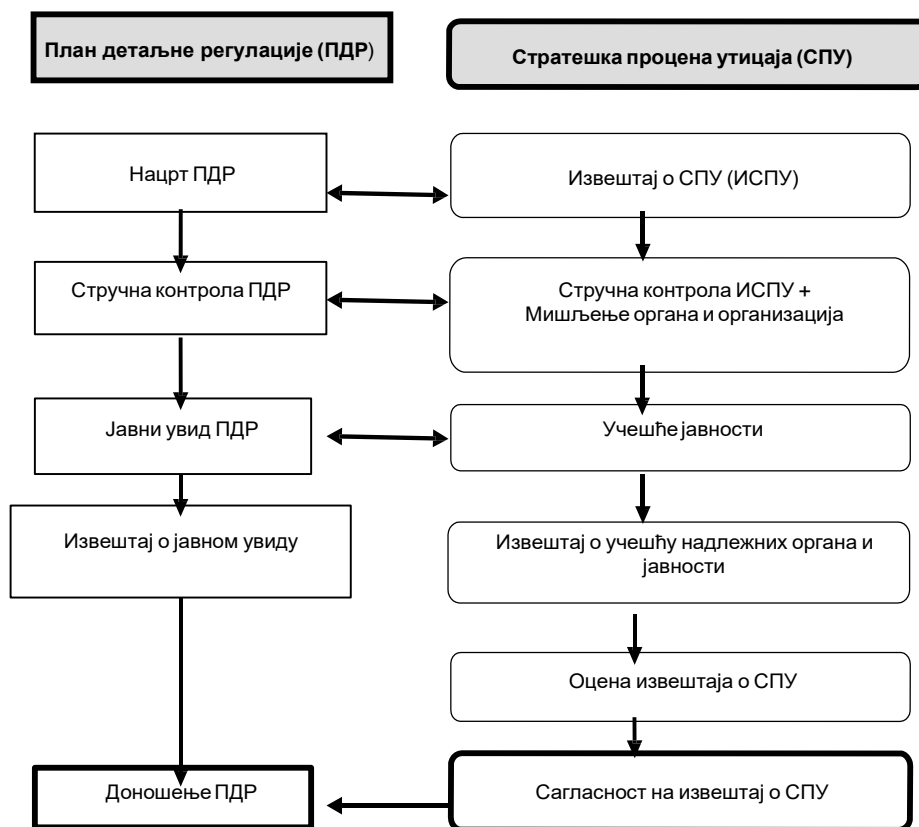 План детаљне регулације (ПДР)
Стратешка процена утицаја (СПУ)
Нацрт ПДР
Извештај о СПУ (ИСПУ)
Стручна контрола ПДР
Стручна контрола ИСПУ +
Мишљење органа и организација
Јавни увид ПДР
Учешће јавности
Извештај о јавном увиду
Извештај о учешћу надлежних органа и
јавности
Оцена извештаја о СПУ
Доношење ПДР
Сагласност на извештај о СПУ